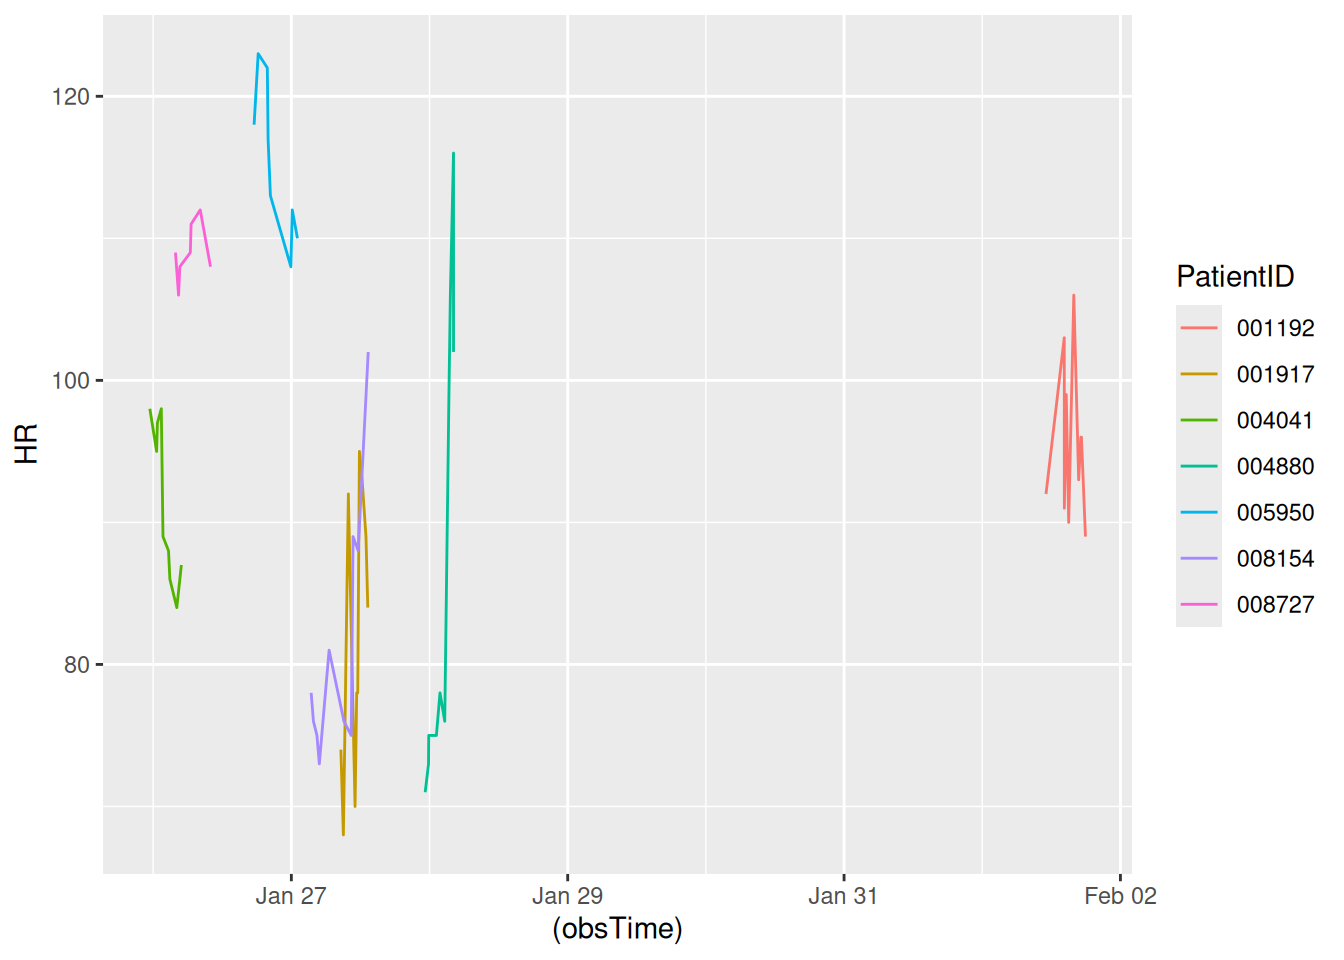 120
100
80
HR
Jan 27
Jan 29
Jan 31
Feb 02
(obsTime)
PatientID
001192
001917
004041
004880
005950
008154
008727